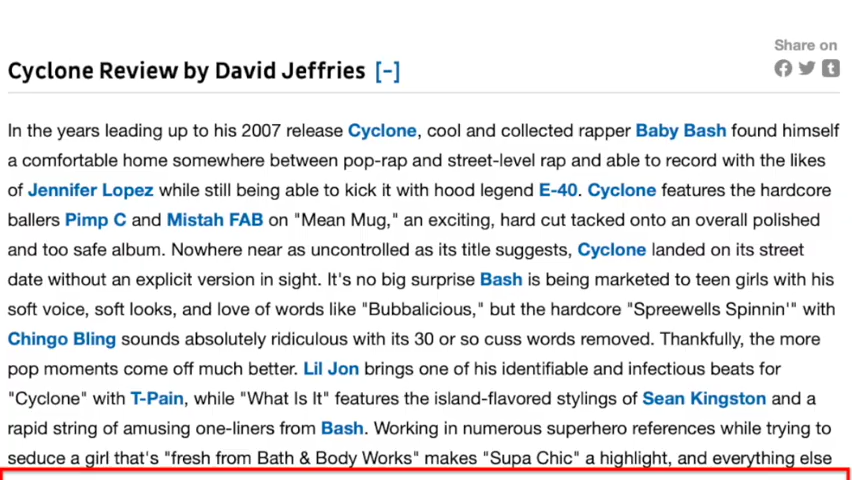 Share on
Cyclone Review by David Jeffries [-]
In the years leading up to his 2007 release Cyclone, cool and collected rapper Baby Bash found himself
a comfortable home somewhere between pop-rap and street-level rap and able to record with the likes
of Jennifer Lopez while still being able to kick it with hood legend E-40. Cyclone features the hardcore
ballers Pimp C and Mistah FAB on "Mean Mug," an exciting, hard cut tacked onto an overall polished
and too safe album. Nowhere near as uncontrolled as its title suggests, Cyclone landed on its street
date without an explicit version in sight. It's no big surprise Bash is being marketed to teen girls with his
soft voice, soft looks, and love of words like "Bubbalicious," but the hardcore "Spreewells Spinnin'" with
Chingo Bling sounds absolutely ridiculous with its 30 or so cuss words removed. Thankfully, the more
pop moments come off much better. Lil Jon brings one of his identifiable and infectious beats for
"Cyclone" with T-Pain, while "What Is It" features the island-flavored stylings of Sean Kingston and a
rapid string of amusing one-liners from Bash. Working in numerous superhero references while trying to
seduce a girl that's "fresh from Bath & Body Works" makes "Supa Chic" a highlight, and everything else